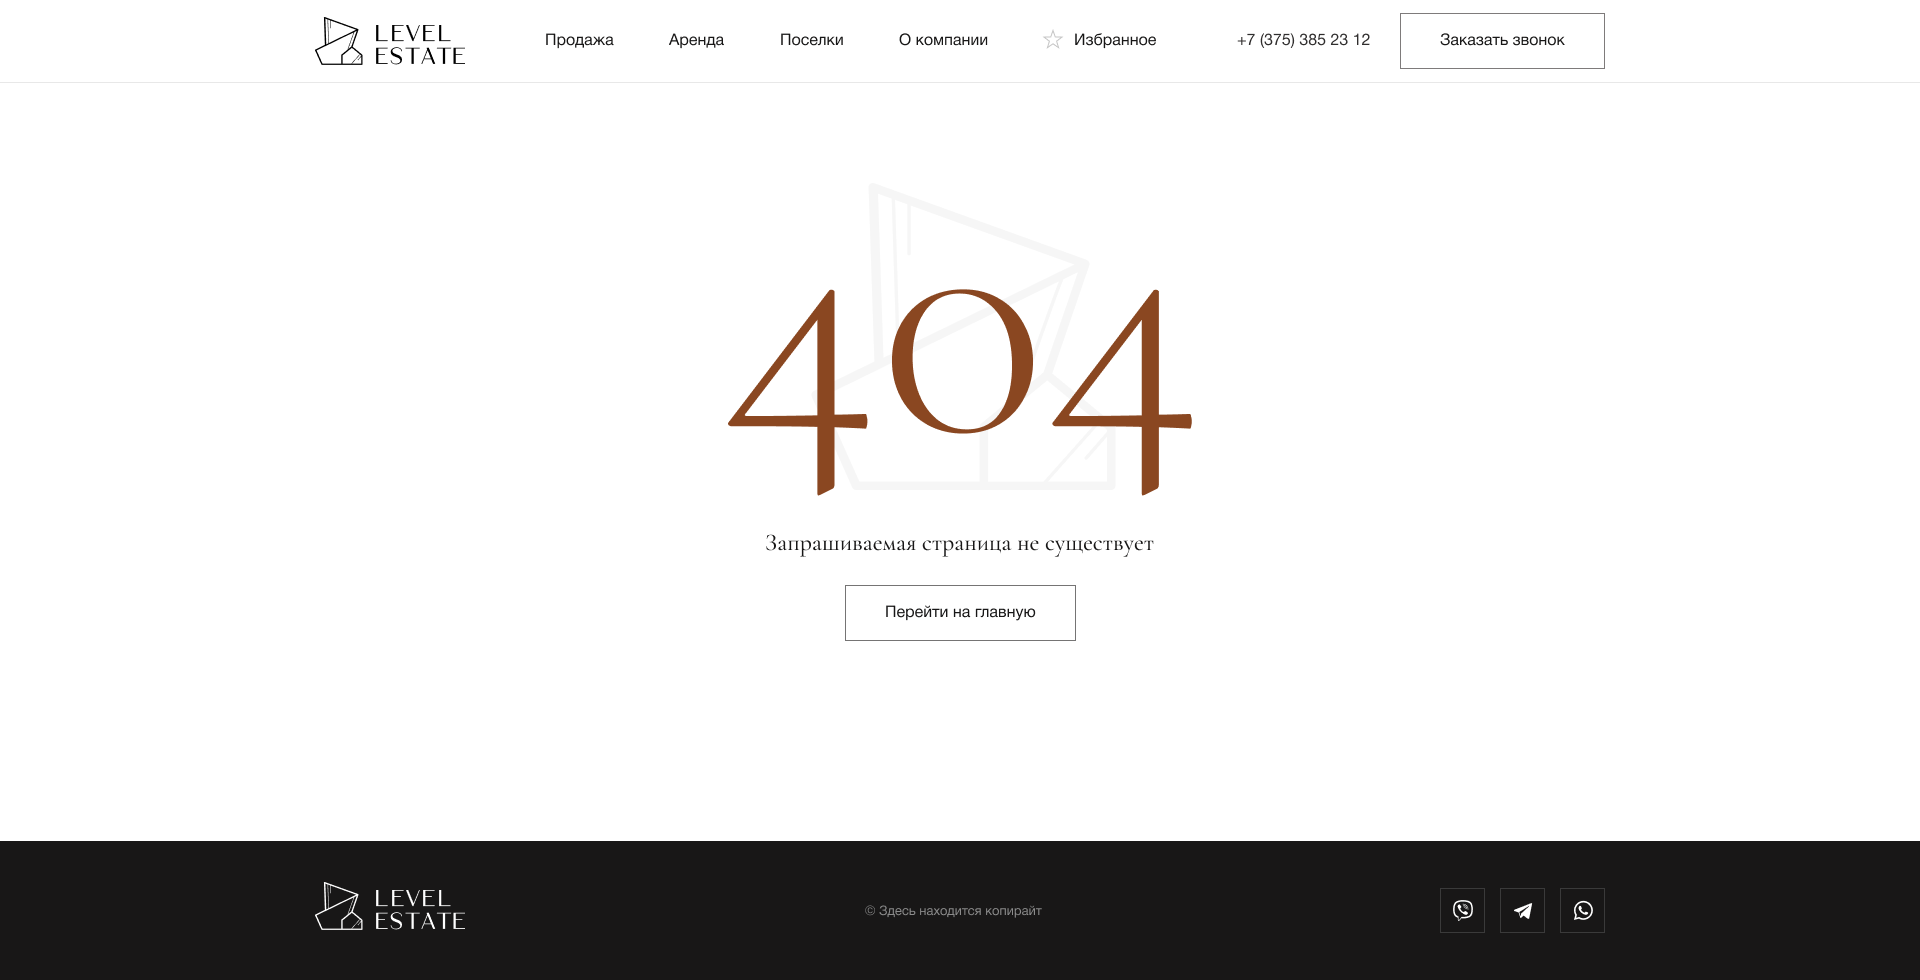 LEVEL
ESTATE
Продажа
Аренда
Поселки
О компании
Избранное
+7 (375) 385 23 12
Заказать звонок
404
Запрашиваемая страница не существует
Перейти на главную
LEVEL
ESTATE
© Здесь находится копирайт